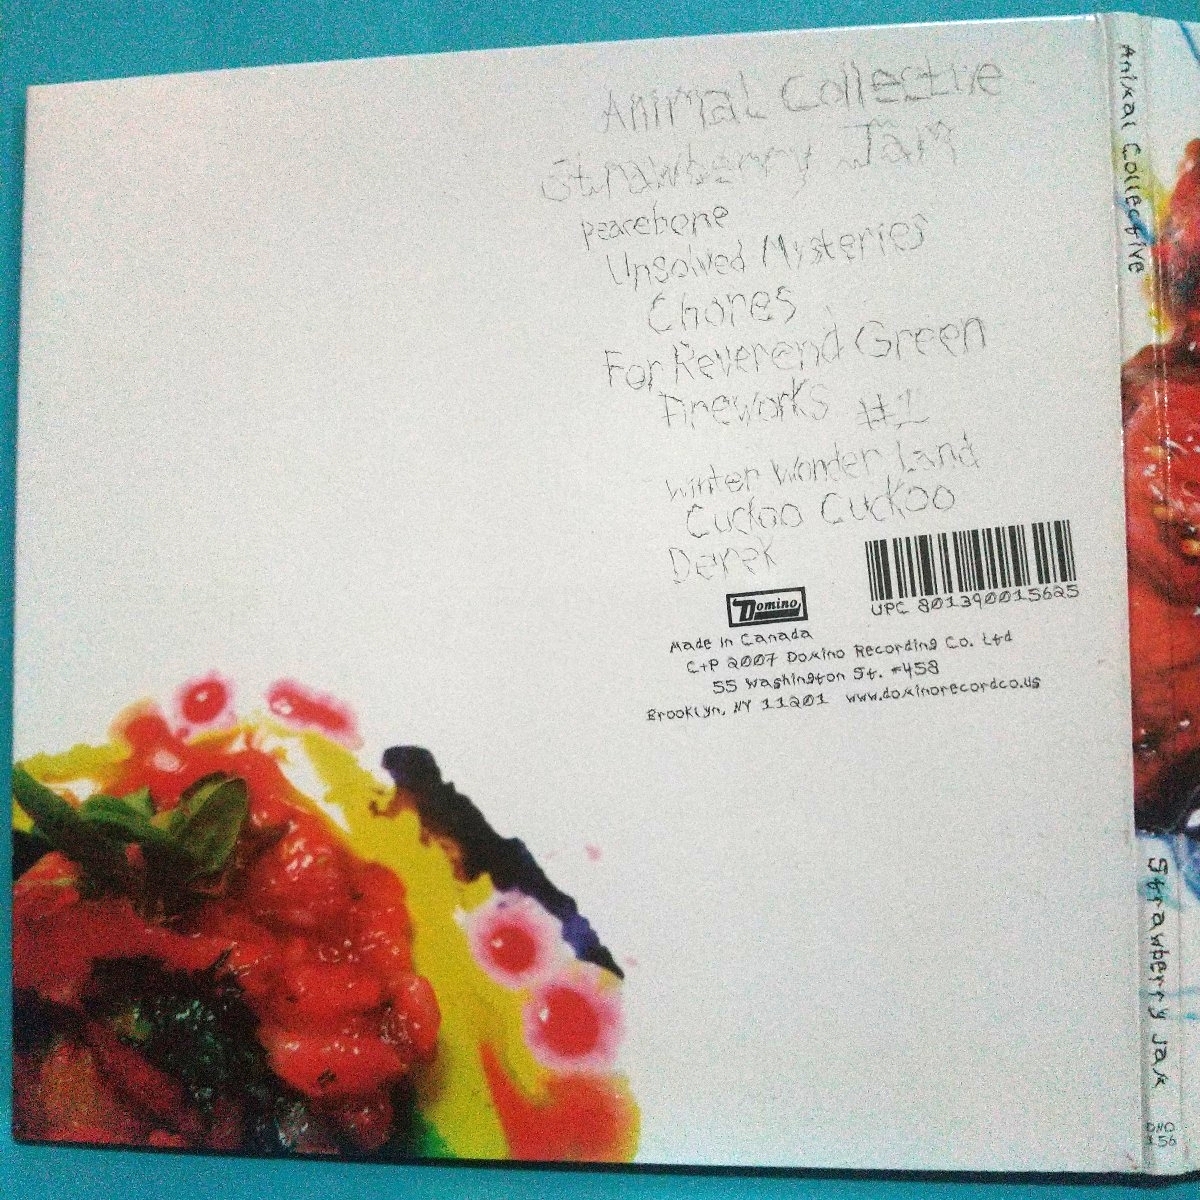 Animal Collective
Strawberry Jam
Peacebone
Unsolved Mysteries
Chores
For Reverend Green
Fireworks #1
Winter Wonder Land
Cuckoo Cuckoo
Derek
UPC 801390015625
Domino
Made in Canada
C+P 2007 Domino Recording Co. Ltd
55 Washington St. #458
Brooklyn, NY 11201 www.dominorecordco.us
Animal Collective
Strawberry Jam
DNO
156